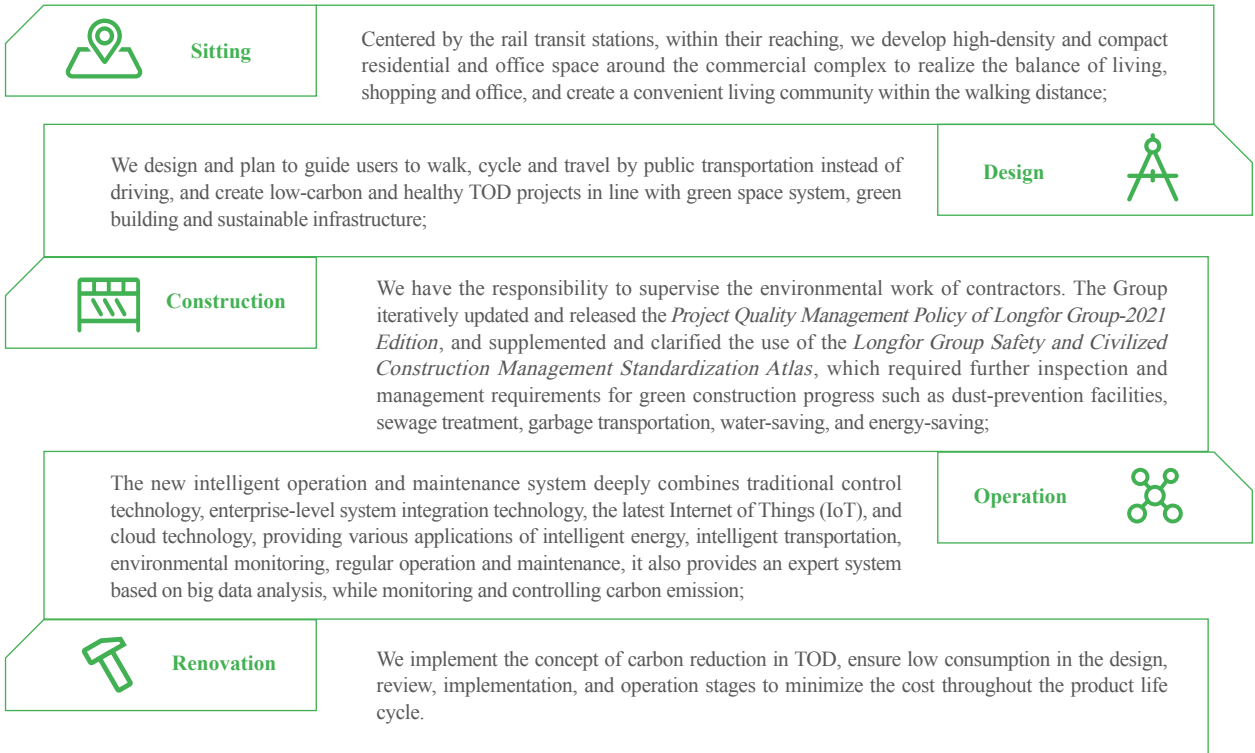 Sitting
Centered by the rail transit stations, within their reaching, we develop high-density and compact
residential and office space around the commercial complex to realize the balance of living,
shopping and office, and create a convenient living community within the walking distance;
We design and plan to guide users to walk, cycle and travel by public transportation instead of
driving, and create low-carbon and healthy TOD projects in line with green space system, green
building and sustainable infrastructure;
Design
Construction
We have the responsibility to supervise the environmental work of contractors. The Group
iteratively updated and released the Project Quality Management Policy of Longfor Group-2021
Edition, and supplemented and clarified the use of the Longfor Group Safety and Civilized
Construction Management Standardization Atlas, which required further inspection and
management requirements for green construction progress such as dust-prevention facilities,
sewage treatment, garbage transportation, water-saving, and energy-saving;
The new intelligent operation and maintenance system deeply combines traditional control
technology, enterprise-level system integration technology, the latest Internet of Things (IoT), and
cloud technology, providing various applications of intelligent energy, intelligent transportation,
environmental monitoring, regular operation and maintenance, it also provides an expert system
based on big data analysis, while monitoring and controlling carbon emission;
Operation
Renovation
We implement the concept of carbon reduction in TOD, ensure low consumption in the design,
review, implementation, and operation stages to minimize the cost throughout the product life
cycle.